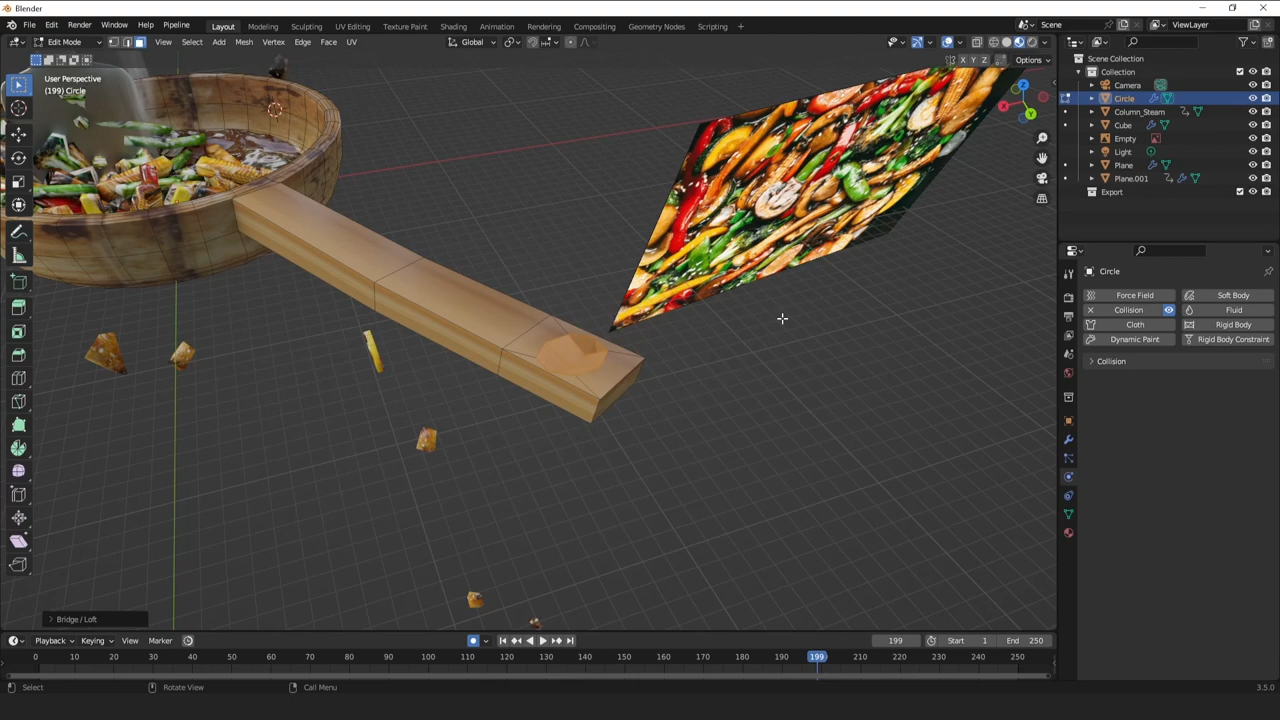 Blender
File Edit Render Window Help Pipeline Layout Modeling Sculpting UV Editing Texture Paint Shading Animation Rendering Compositing Geometry Nodes Scripting + Scene ViewLayer
Edit Mode View Select Add Mesh Vertex Edges Face UV Global
X Y Z Options
User Perspective
(199) Circle
X
Y
Z
Scene Collection
Collection
Camera
Circle
Column_Steam
Cube
Empty
Light
Plane
Plane.001
Export
Circle
Force Field Soft Body
Collision Fluid
Cloth Rigid Body
Dynamic Paint Rigid Body Constraint
Collision
Bridge / Loft
Playback Keying View Marker 199 Start 1 End 250
0 10 20 30 40 50 60 70 80 90 100 110 120 130 140 150 160 170 180 190 199 210 220 230 240 250
Select Rotate View Call Menu 3.5.0